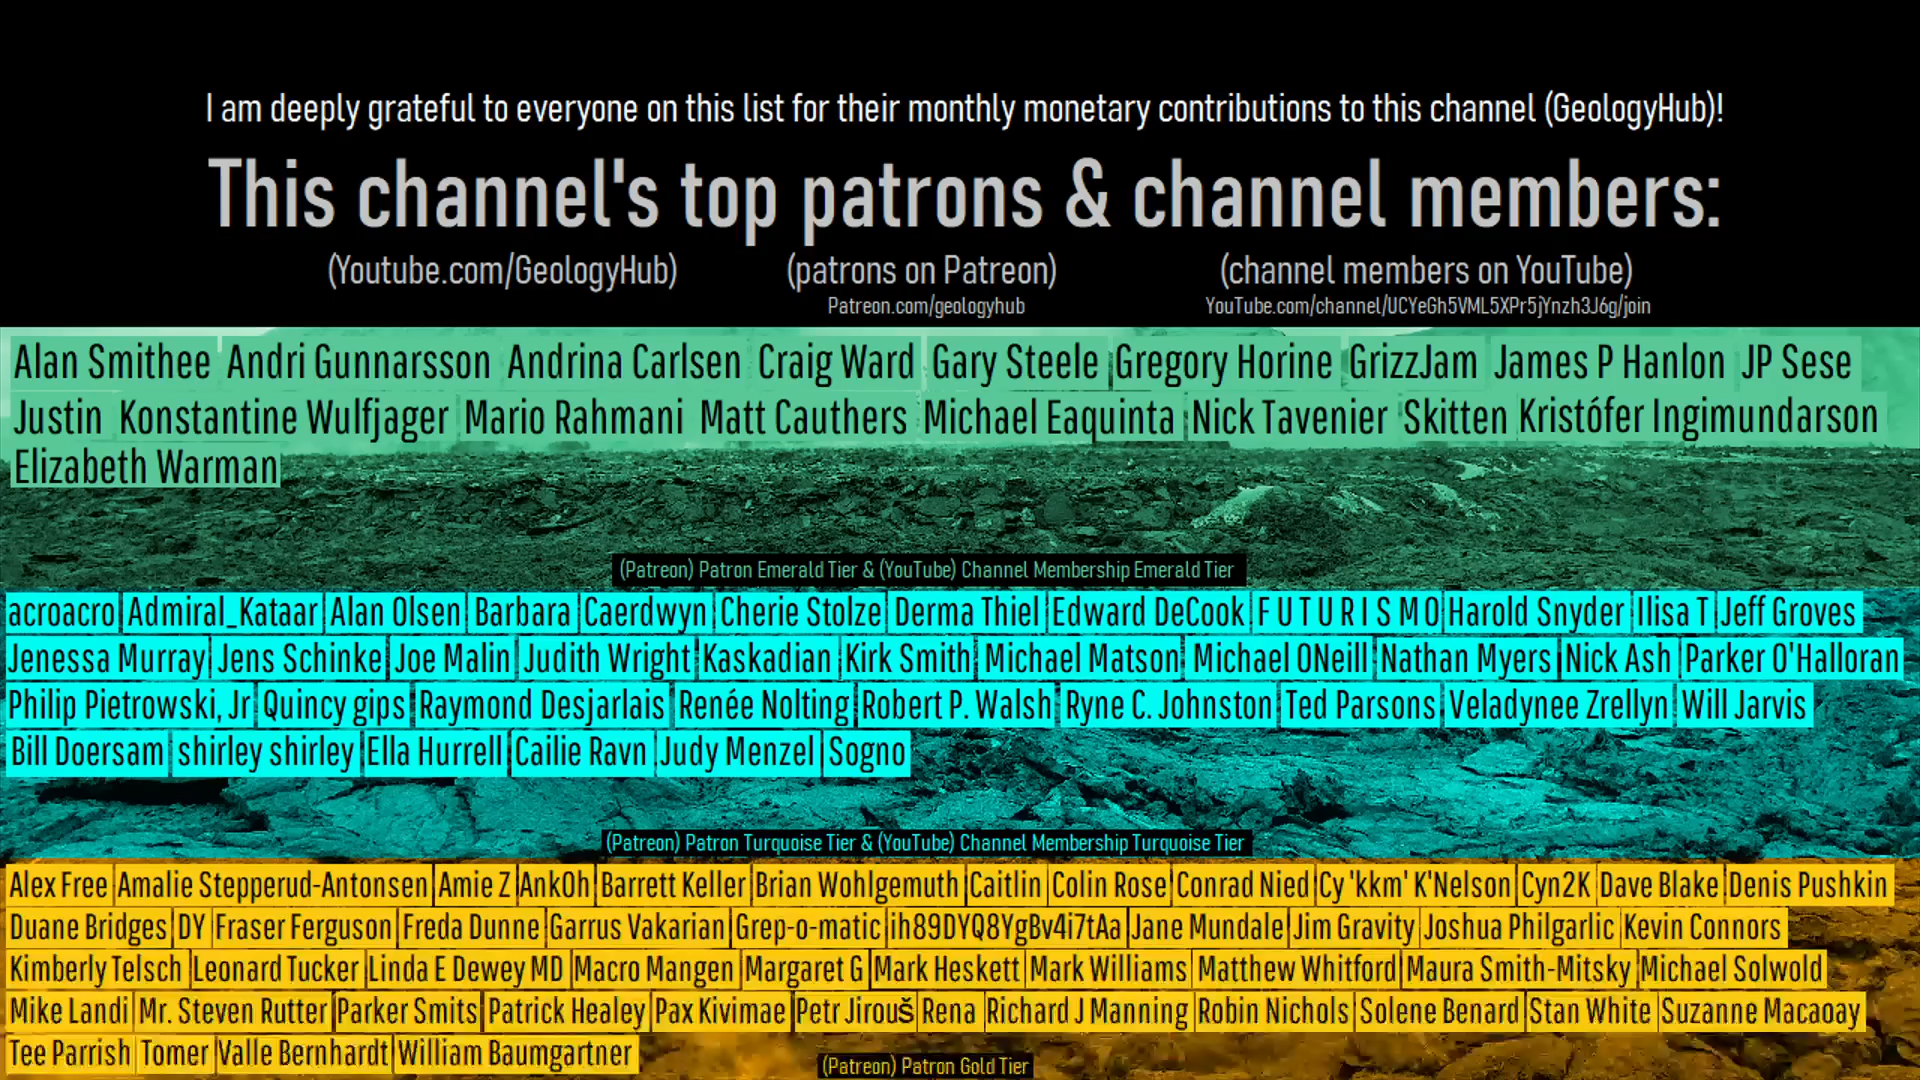 I am deeply grateful to everyone on this list for their monthly monetary contributions to this channel (GeologyHub)!
This channel's top patrons & channel members:
(Youtube.com/GeologyHub) (patrons on Patreon) (channel members on YouTube)
Patreon.com/geologyhub YouTube.com/channel/UCYeGh5VML5XPr5jYnzh3J6g/join
Alan Smithee Andri Gunnarsson Andrina Carlsen Craig Ward Gary Steele Gregory Horine GrizzJam James P Hanlon JP Sese
Justin Konstantine Wulfjager Mario Rahmani Matt Cauthers Michael Eaquinta Nick Tavenier Skitten Kristófer Ingimundarson
Elizabeth Warman
(Patreon) Patron Emerald Tier & (YouTube) Channel Membership Emerald Tier
acroacro Admiral_Kataar Alan Olsen Barbara Caerdwyn Cherie Stolze Derma Thiel Edward DeCook F U T U R I S M O Harold Snyder Ilisa T Jeff Groves
Jenessa Murray Jens Schinke Joe Malin Judith Wright Kaskadian Kirk Smith Michael Matson Michael ONeill Nathan Myers Nick Ash Parker O'Halloran
Philip Pietrowski, Jr Quincy gips Raymond Desjarlais Renée Nolting Robert P. Walsh Ryne C. Johnston Ted Parsons Veladynee Zrellyn Will Jarvis
Bill Doersam shirley shirley Ella Hurrell Cailie Ravn Judy Menzel Sogno
(Patreon) Patron Turquoise Tier & (YouTube) Channel Membership Turquoise Tier
Alex Free Amalie Stepperud-Antonsen Amie Z AnkOh Barrett Keller Brian Wohlgemuth Caitlin Colin Rose Conrad Nied Cy 'kkm' K'Nelson Cyn2K Dave Blake Denis Pushkin
Duane Bridges DY Fraser Ferguson Freda Dunne Garrus Vakarian Grep-o-matic ih89DYQ8YgBv4i7tAa Jane Mundale Jim Gravity Joshua Philgarlic Kevin Connors
Kimberly Telsch Leonard Tucker Linda E Dewey MD Macro Mangen Margaret G Mark Heskett Mark Williams Matthew Whitford Maura Smith-Mitsky Michael Solwold
Mike Landi Mr. Steven Rutter Parker Smits Patrick Healey Pax Kivimae Petr Jirouš Rena Richard J Manning Robin Nichols Solene Benard Stan White Suzanne Macaoay
Tee Parrish Tomer Valle Bernhardt William Baumgartner
(Patreon) Patron Gold Tier